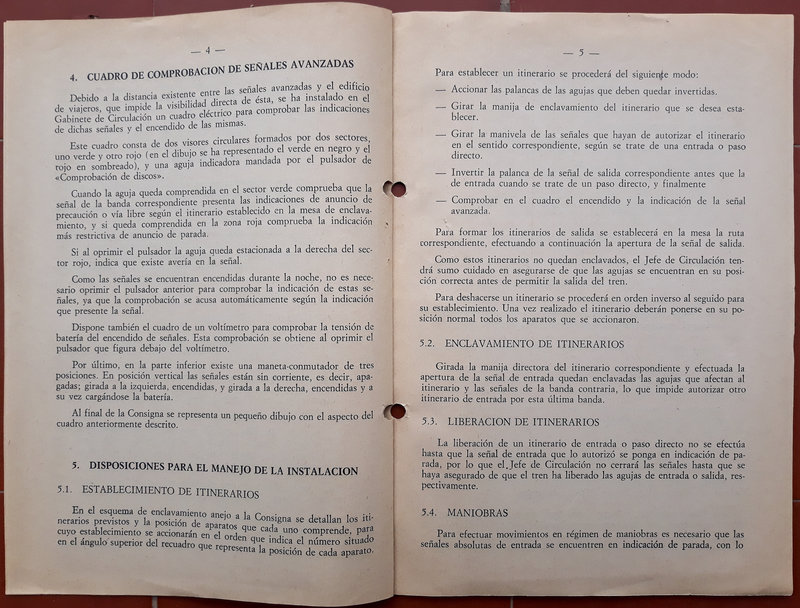 — 4 —
4. CUADRO DE COMPROBACION DE SEÑALES AVANZADAS
Debido a la distancia existente entre las señales avanzadas y el edificio
de viajeros, que impide la visibilidad directa de ésta, se ha instalado en el
Gabinete de Circulación un cuadro eléctrico para comprobar las indicaciones
de dichas señales y el encendido de las mismas.
Este cuadro consta de dos visores circulares formados por dos sectores,
uno verde y otro rojo (en el dibujo se ha representado el verde en negro y el
rojo en sombreado), y una aguja indicadora mandada por el pulsador de
«Comprobación de discos».
Cuando la aguja queda comprendida en el sector verde comprueba que la
señal de la banda correspondiente presenta las indicaciones de anuncio de
precaución o vía libre según el itinerario establecido en la mesa de enclava-
miento, y si queda comprendida en la zona roja comprueba la indicación
más restrictiva de anuncio de parada.
Si al oprimir el pulsador la aguja queda estacionada a la derecha del sec-
tor rojo, indica que existe avería en la señal.
Como las señales se encuentran encendidas durante la noche, no es nece-
sario oprimir el pulsador anterior para comprobar la indicación de estas se-
ñales, ya que la comprobación se acusa automáticamente según la indicación
que presente la señal.
Dispone también el cuadro de un voltímetro para comprobar la tensión de
batería del encendido de señales. Esta comprobación se obtiene al oprimir el
pulsador que figura debajo del voltímetro.
Por último, en la parte inferior existe una maneta-conmutador de tres
posiciones. En posición vertical las señales están sin corriente, es decir, apa-
gadas; girada a la izquierda, encendidas, y girada a la derecha, encendidas y a
su vez cargándose la batería.
Al final de la Consigna se representa un pequeño dibujo con el aspecto del
cuadro anteriormente descrito.
5. DISPOSICIONES PARA EL MANEJO DE LA INSTALACION
5.1. ESTABLECIMIENTO DE ITINERARIOS
En el esquema de enclavamiento anejo a la Consigna se detallan los iti-
nerarios previstos y la posición de aparatos que cada uno comprende, para
cuyo establecimiento se accionarán en el orden que indica el número situado
en el ángulo superior del recuadro que representa la posición de cada aparato.
— 5 —
Para establecer un itinerario se procederá del siguiente modo:
— Accionar las palancas de las agujas que deben quedar invertidas.
— Girar la manija de enclavamiento del itinerario que se desea esta-
blecer.
— Girar la manivela de las señales que hayan de autorizar el itinerario
en el sentido correspondiente, según se trate de una entrada o paso
directo.
— Invertir la palanca de la señal de salida correspondiente antes que la
de entrada cuando se trate de un paso directo, y finalmente
— Comprobar en el cuadro el encendido y la indicación de la señal
avanzada.
Para formar los itinerarios de salida se establecerá en la mesa la ruta
correspondiente, efectuando a continuación la apertura de la señal de salida.
Como estos itinerarios no quedan enclavados, el Jefe de Circulación ten-
drá sumo cuidado en asegurarse de que las agujas se encuentran en su posi-
ción correcta antes de permitir la salida del tren.
Para deshacerse un itinerario se procederá en orden inverso al seguido para
su establecimiento. Una vez realizado el itinerario deberán ponerse en su po-
sición normal todos los aparatos que se accionaron.
5.2. ENCLAVAMIENTO DE ITINERARIOS
Girada la manija directora del itinerario correspondiente y efectuada la
apertura de la señal de entrada quedan enclavadas las agujas que afectan al
itinerario y las señales de la banda contraria, lo que impide autorizar otro
itinerario de entrada por esta última banda.
5.3. LIBERACION DE ITINERARIOS
La liberación de un itinerario de entrada o paso directo no se efectúa
hasta que la señal de entrada que lo autorizó se ponga en indicación de pa-
rada, por lo que el Jefe de Circulación no cerrará las señales hasta que se
haya asegurado de que el tren ha liberado las agujas de entrada o salida, res-
pectivamente.
5.4. MANIOBRAS
Para efectuar movimientos en régimen de maniobras es necesario que las
señales absolutas de entrada se encuentren en indicación de parada, con lo